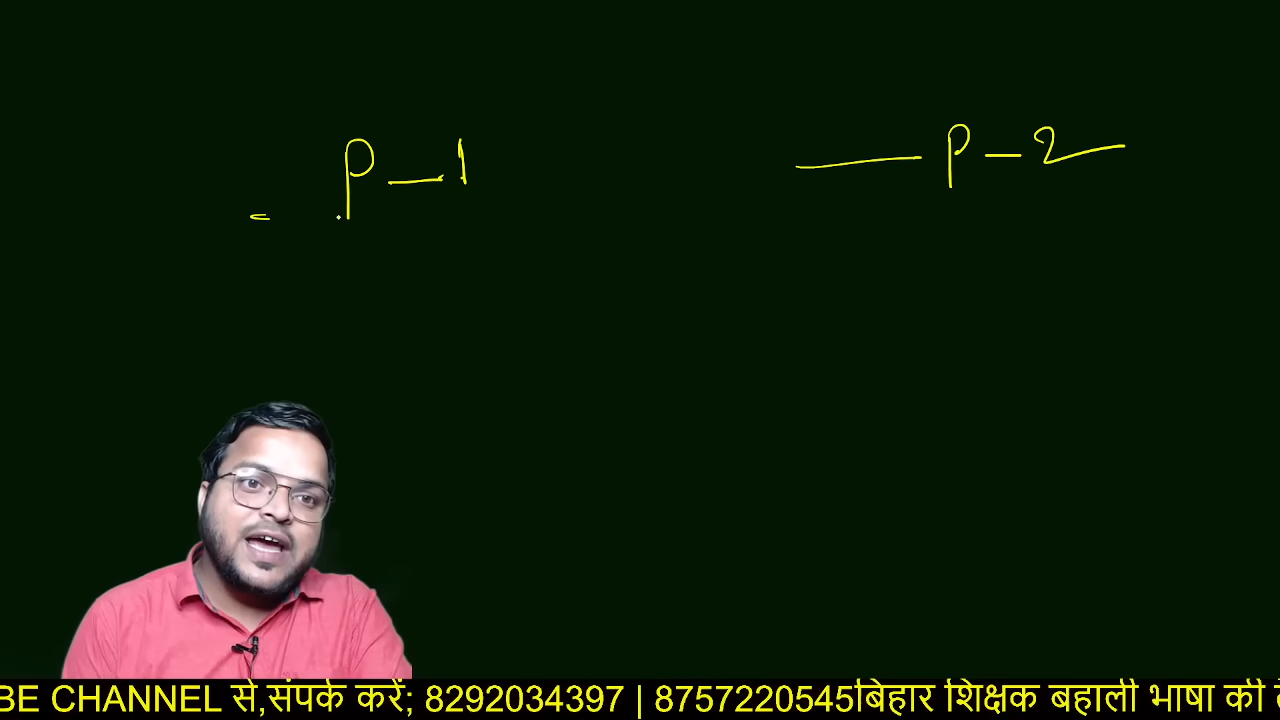 P-1
P-2
BE CHANNEL से,संपर्क करें; 8292034397 | 8757220545बिहार शिक्षक बहाली भाषा की